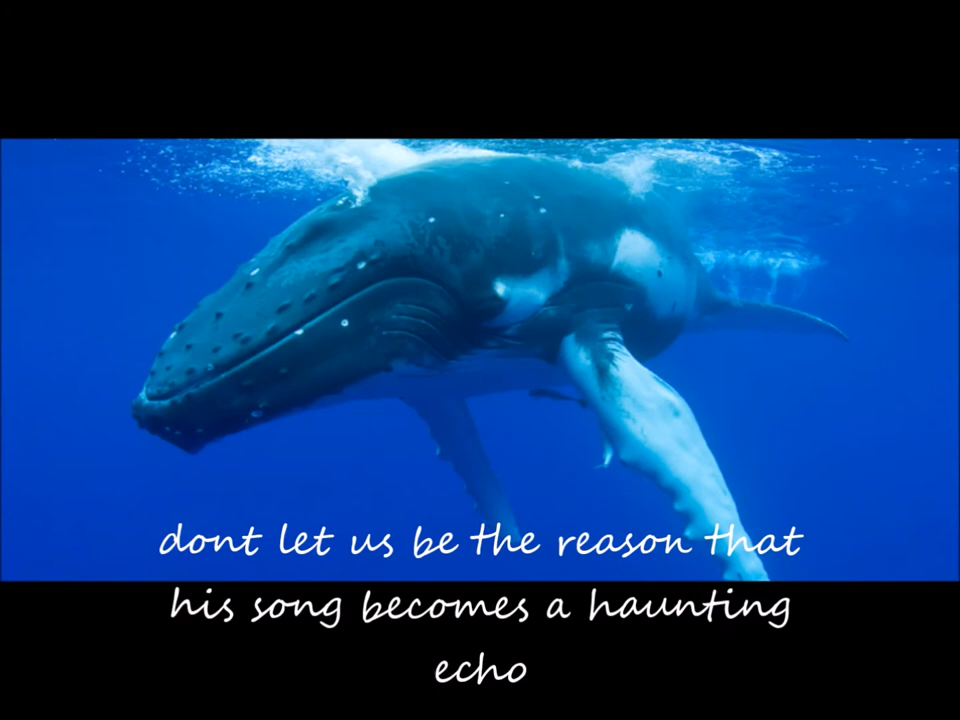 dont let us be the reason that
his song becomes a haunting
echo